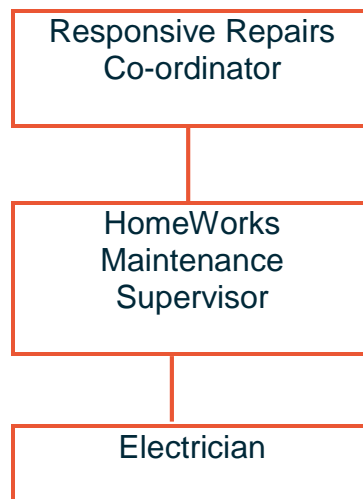 Responsive Repairs
Co-ordinator
HomeWorks
Maintenance
Supervisor
Electrician